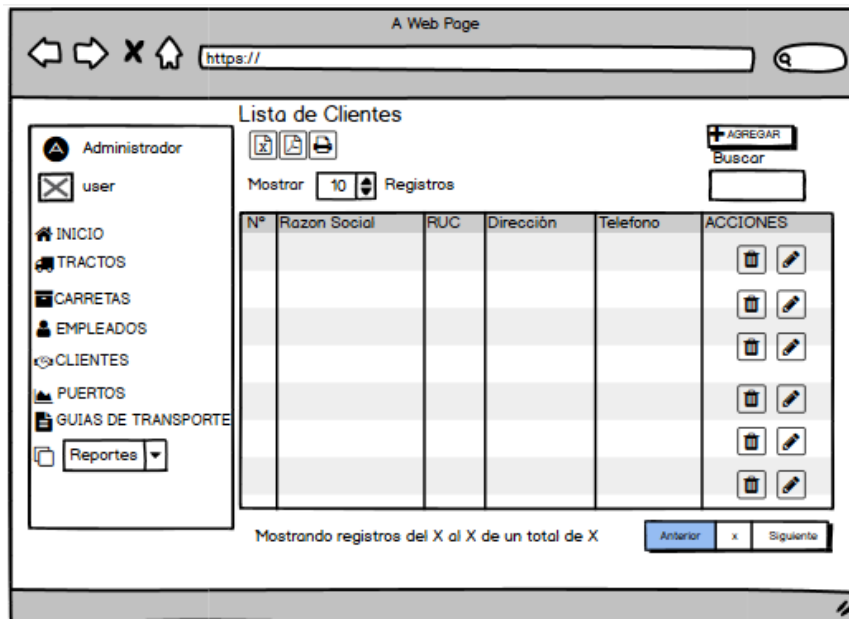 A Web Page
https://
Lista de Clientes
Administrador
user
INICIO
TRACTOS
CARRETAS
EMPLEADOS
CLIENTES
PUERTOS
GUIAS DE TRANSPORTE
Reportes
AGREGAR
Buscar
Mostrar 10 Registros
N° Razon Social RUC Dirección Telefono ACCIONES
Mostrando registros del X al X de un total de X
Anterior x Siguiente